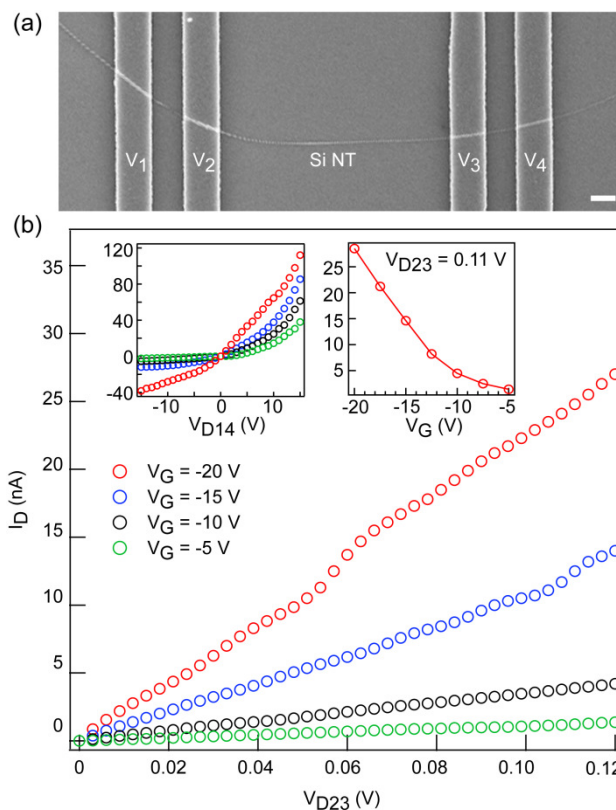 (a)
V1 V2 Si NT V3 V4
(b)
35
30
25
20
15
10
5
0
ID (nA)
0 0.02 0.04 0.06 0.08 0.10 0.12
VD23 (V)
120
80
40
0
-40
-10 0 10
VD14 (V)
VD23 = 0.11 V
25
20
15
10
5
-20 -15 -10 -5
VG (V)
VG = -20 V
VG = -15 V
VG = -10 V
VG = -5 V